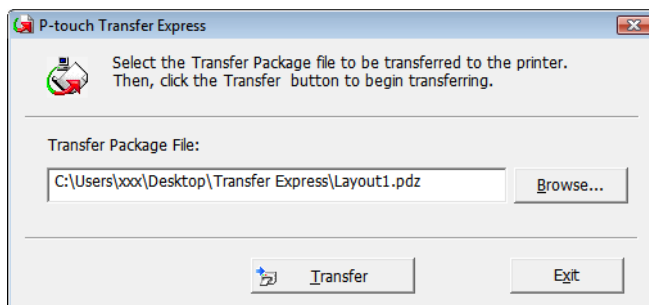 P-touch Transfer Express
Select the Transfer Package file to be transferred to the printer.
Then, click the Transfer button to begin transferring.
Transfer Package File:
C:\Users\xxx\Desktop\Transfer Express\Layout1.pdz
Browse...
Transfer
Exit